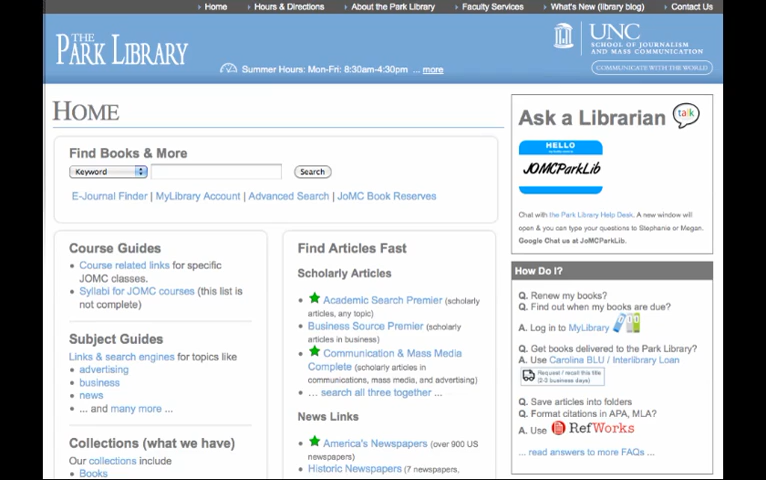 Home
Hours & Directions
About the Park Library
Faculty Services
What's New (library blog)
Contact Us
THE PARK LIBRARY
Summer Hours: Mon-Fri: 8:30am-4:30pm ... more
UNC
SCHOOL OF JOURNALISM
AND MASS COMMUNICATION
COMMUNICATE WITH THE WORLD
HOME
Find Books & More
Keyword
Search
E-Journal Finder | MyLibrary Account | Advanced Search | JoMC Book Reserves
Course Guides
Course related links for specific
JOMC classes.
Syllabi for JOMC courses (this list is
not complete)
Subject Guides
Links & search engines for topics like
advertising
business
news
... and many more ...
Collections (what we have)
Our collections include
Books
Find Articles Fast
Scholarly Articles
Academic Search Premier (scholarly
articles, any topic)
Business Source Premier (scholarly
articles in business)
Communication & Mass Media
Complete (scholarly articles in
communications, mass media, and advertising)
... search all three together ...
News Links
America's Newspapers (over 900 US
newspapers)
Historic Newspapers (7 newspapers,
Ask a Librarian
talk
HELLO
JOMCParkLib
Chat with the Park Library Help Desk. A new window will
open & you can type your questions to Stephanie or Megan.
Google Chat us at JoMCParkLib.
How Do I?
Q. Renew my books?
Q. Find out when my books are due?
A. Log in to MyLibrary
Q. Get books delivered to the Park Library?
A. Use Carolina BLU / Interlibrary Loan
Request / recall this title
(2-3 business days)
Q. Save articles into folders
Q. Format citations in APA, MLA?
A. Use RefWorks
... read answers to more FAQs ...